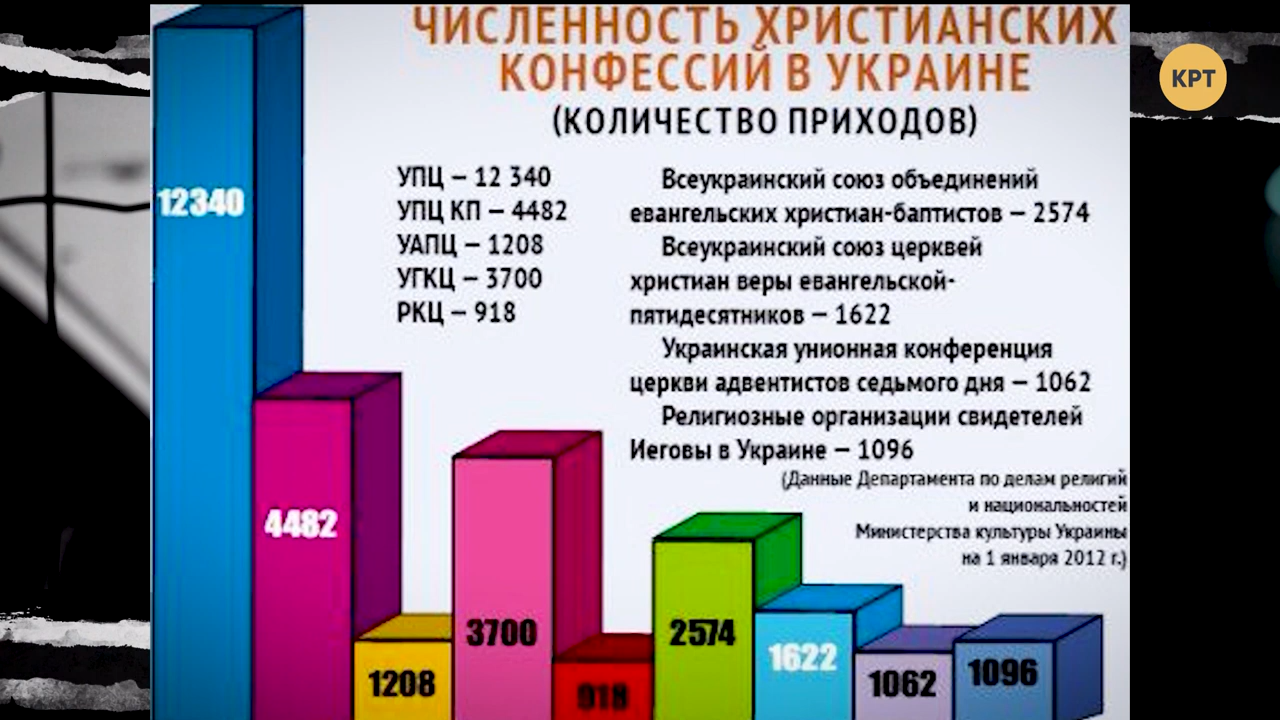 ЧИСЛЕННОСТЬ ХРИСТИАНСКИХ
КОНФЕССИЙ В УКРАИНЕ
(КОЛИЧЕСТВО ПРИХОДОВ)
КРТ
УПЦ – 12 340
УПЦ КП – 4482
УАПЦ – 1208
УГКЦ – 3700
РКЦ – 918
Всеукраинский союз объединений
евангельских христиан-баптистов – 2574
Всеукраинский союз церквей
христиан веры евангельской-
пятидесятников – 1622
Украинская унионная конференция
церкви адвентистов седьмого дня – 1062
Религиозные организации свидетелей
Иеговы в Украине – 1096
(Данные Департамента по делам религий
и национальностей
Министерства культуры Украины
на 1 января 2012 г.)
12340
4482
1208
3700
918
2574
1622
1062
1096